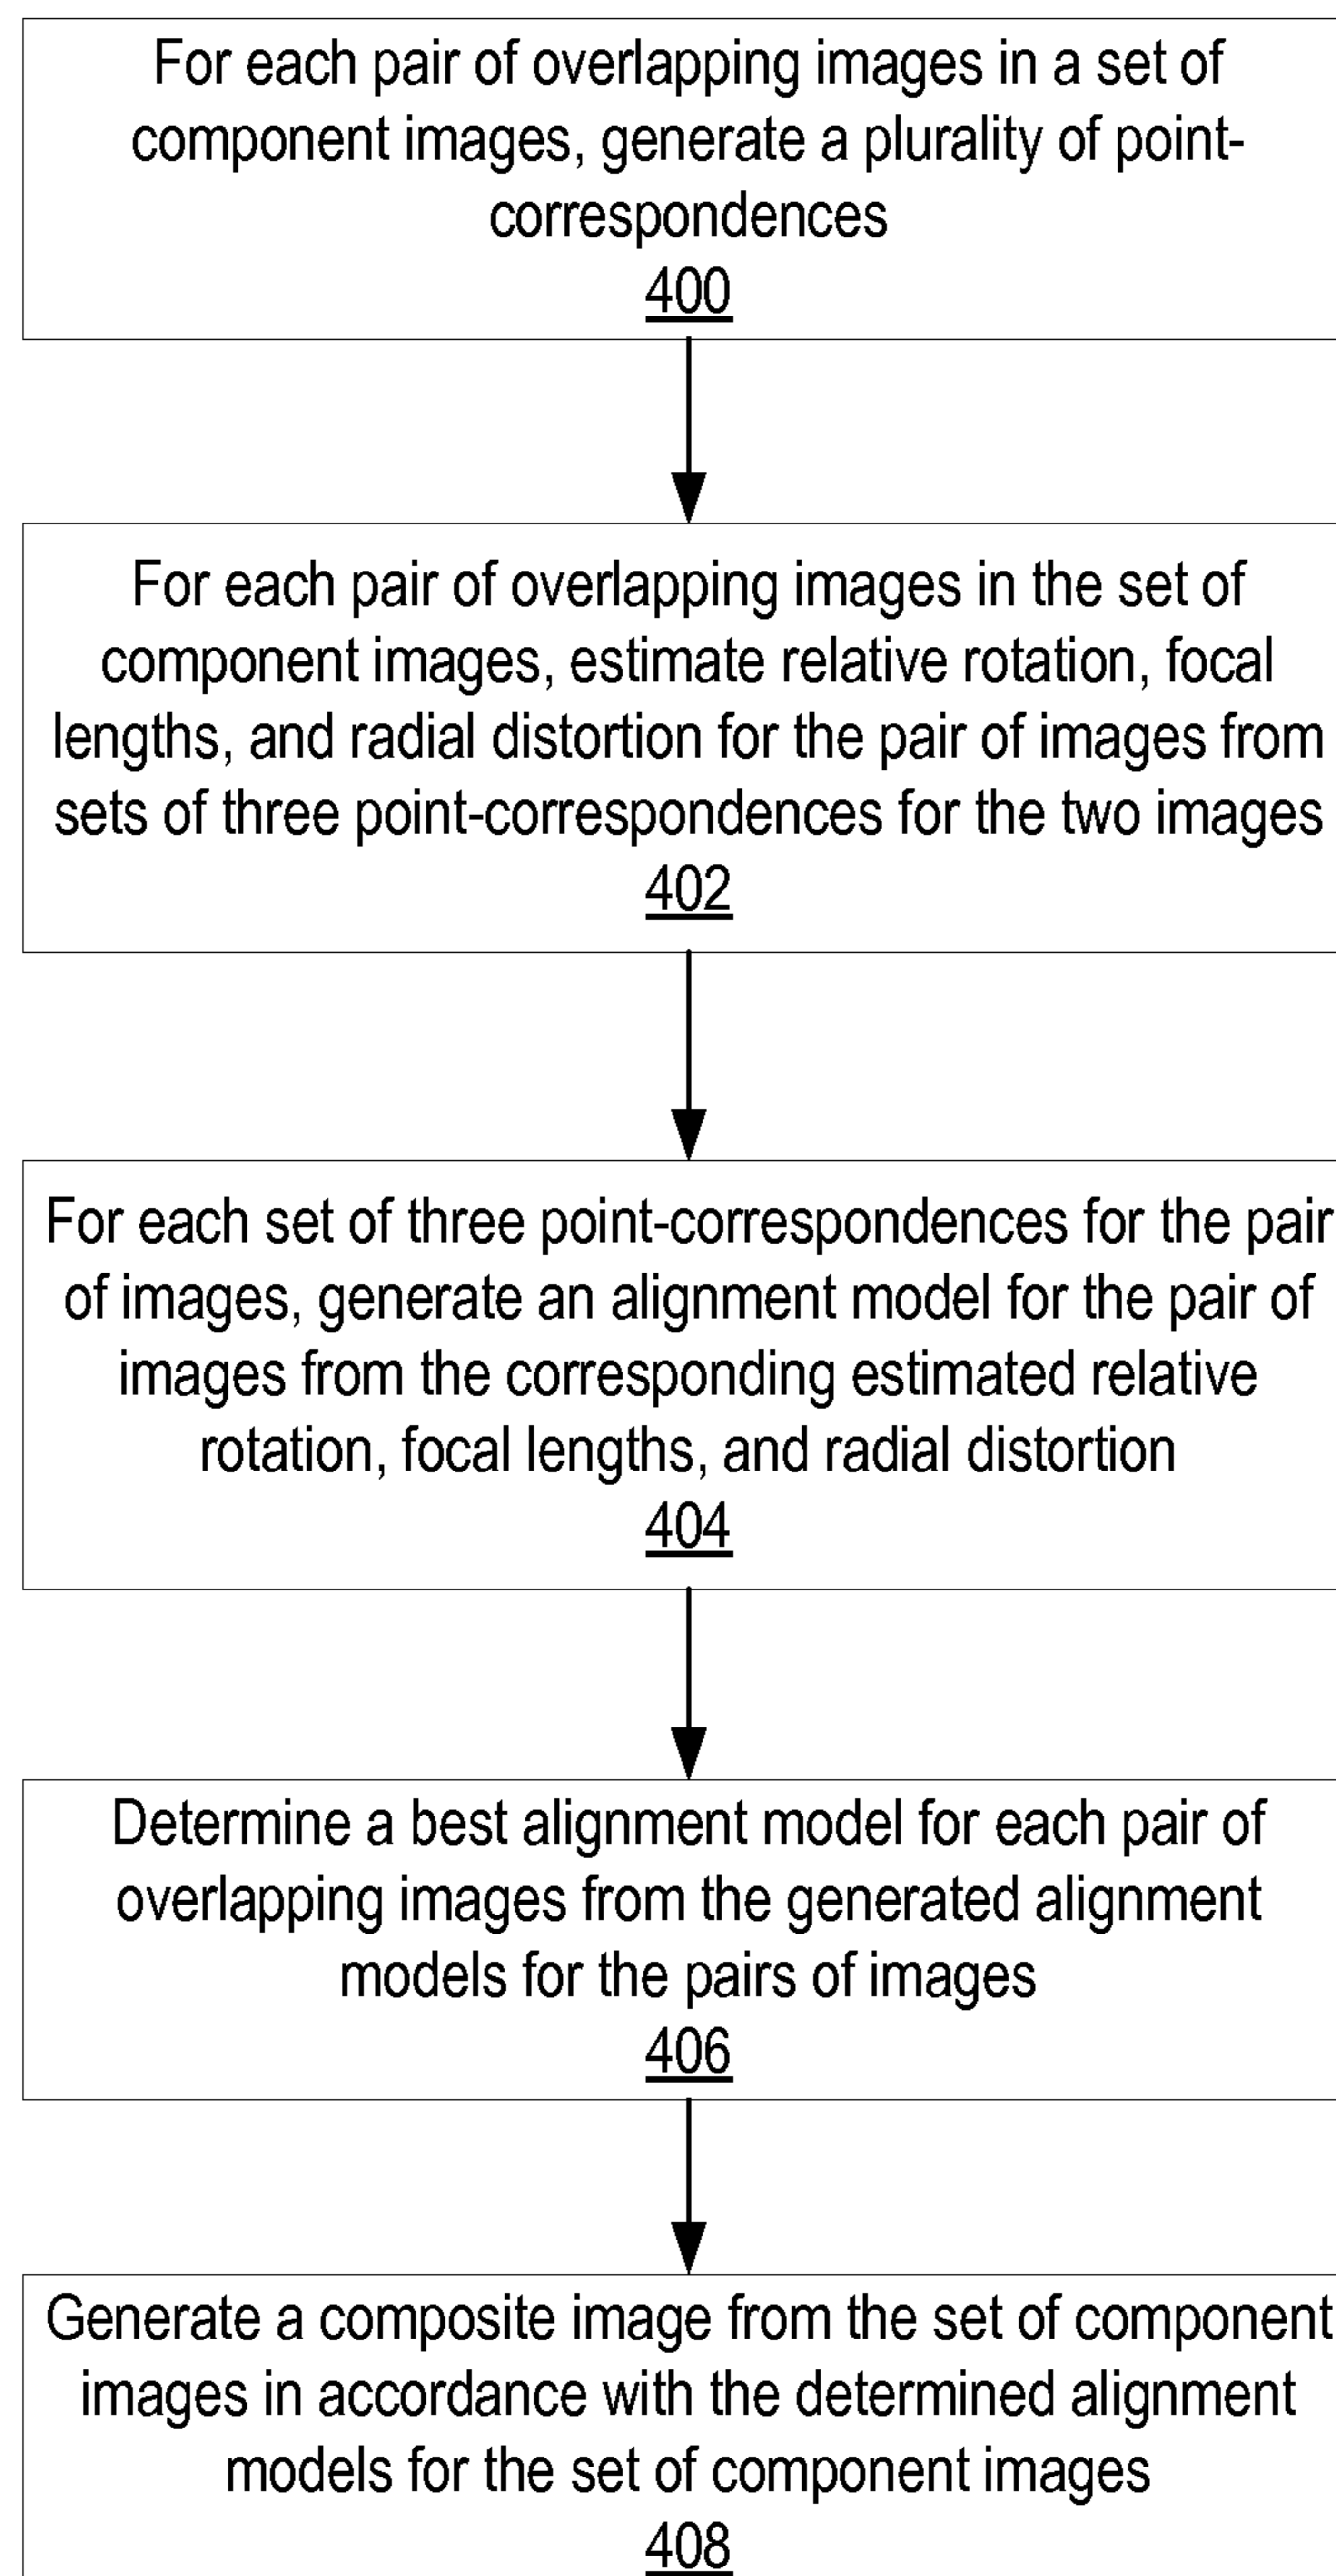 For each pair of overlapping images in a set of
component images, generate a plurality of point-
correspondences
400
For each pair of overlapping images in the set of
component images, estimate relative rotation, focal
lengths, and radial distortion for the pair of images from
sets of three point-correspondences for the two images
402
For each set of three point-correspondences for the pair
of images, generate an alignment model for the pair of
images from the corresponding estimated relative
rotation, focal lengths, and radial distortion
404
Determine a best alignment model for each pair of
overlapping images from the generated alignment
models for the pairs of images
406
Generate a composite image from the set of component
images in accordance with the determined alignment
models for the set of component images
408